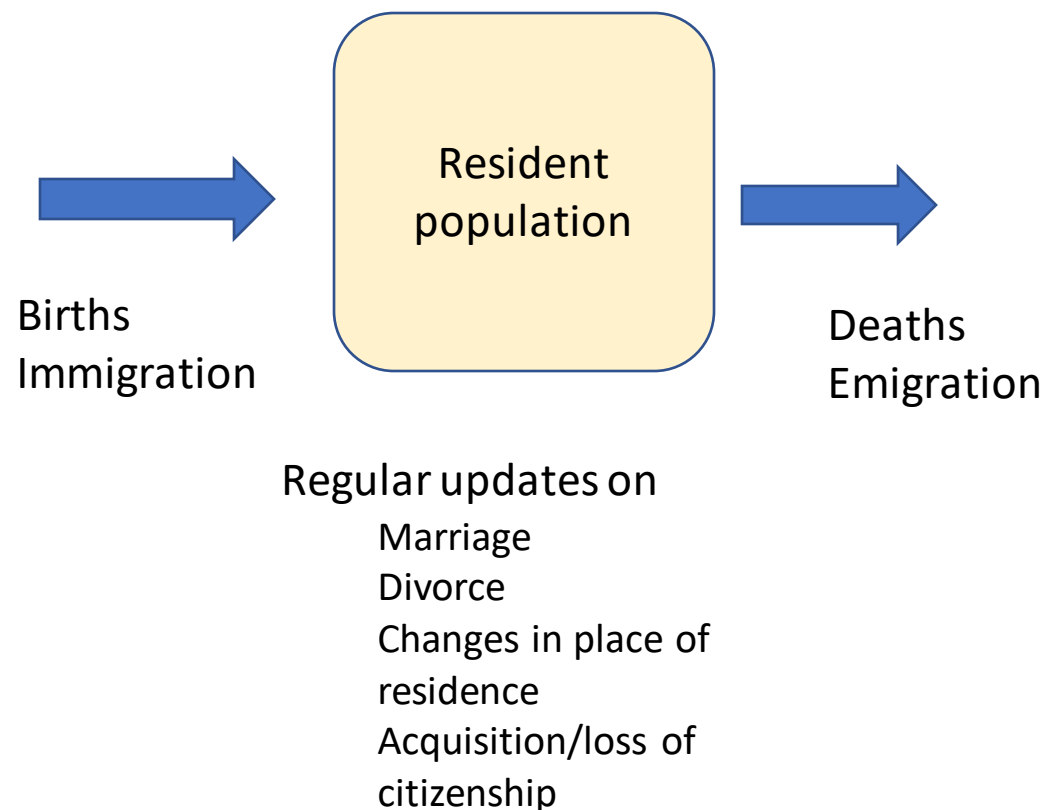 Resident
population
Births
Immigration
Deaths
Emigration
Regular updates on
Marriage
Divorce
Changes in place of
residence
Acquisition/loss of
citizenship